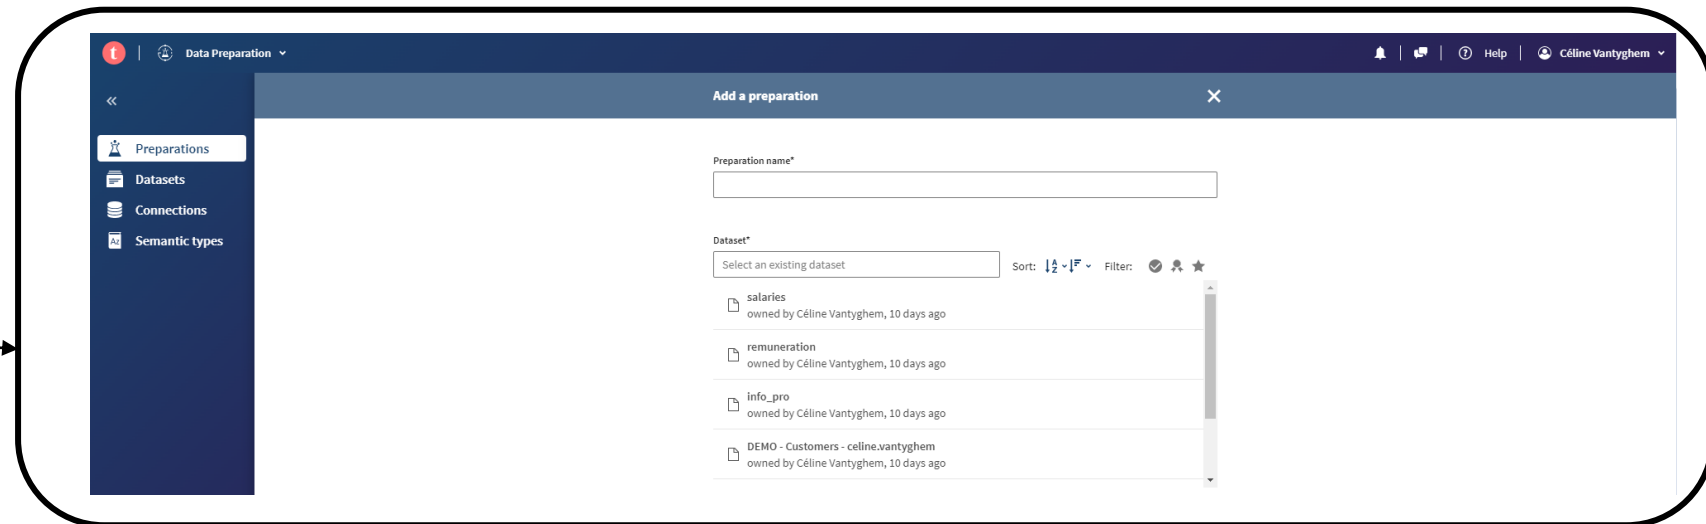 t
Data Preparation
Help
Céline Vantyghem
Add a preparation
Preparations
Datasets
Connections
Az
Semantic types
Preparation name*
Dataset*
Select an existing dataset
Sort:
A
Z
Filter:
salaries
owned by Céline Vantyghem, 10 days ago
remuneration
owned by Céline Vantyghem, 10 days ago
info_pro
owned by Céline Vantyghem, 10 days ago
DEMO - Customers - celine.vantyghem
owned by Céline Vantyghem, 10 days ago